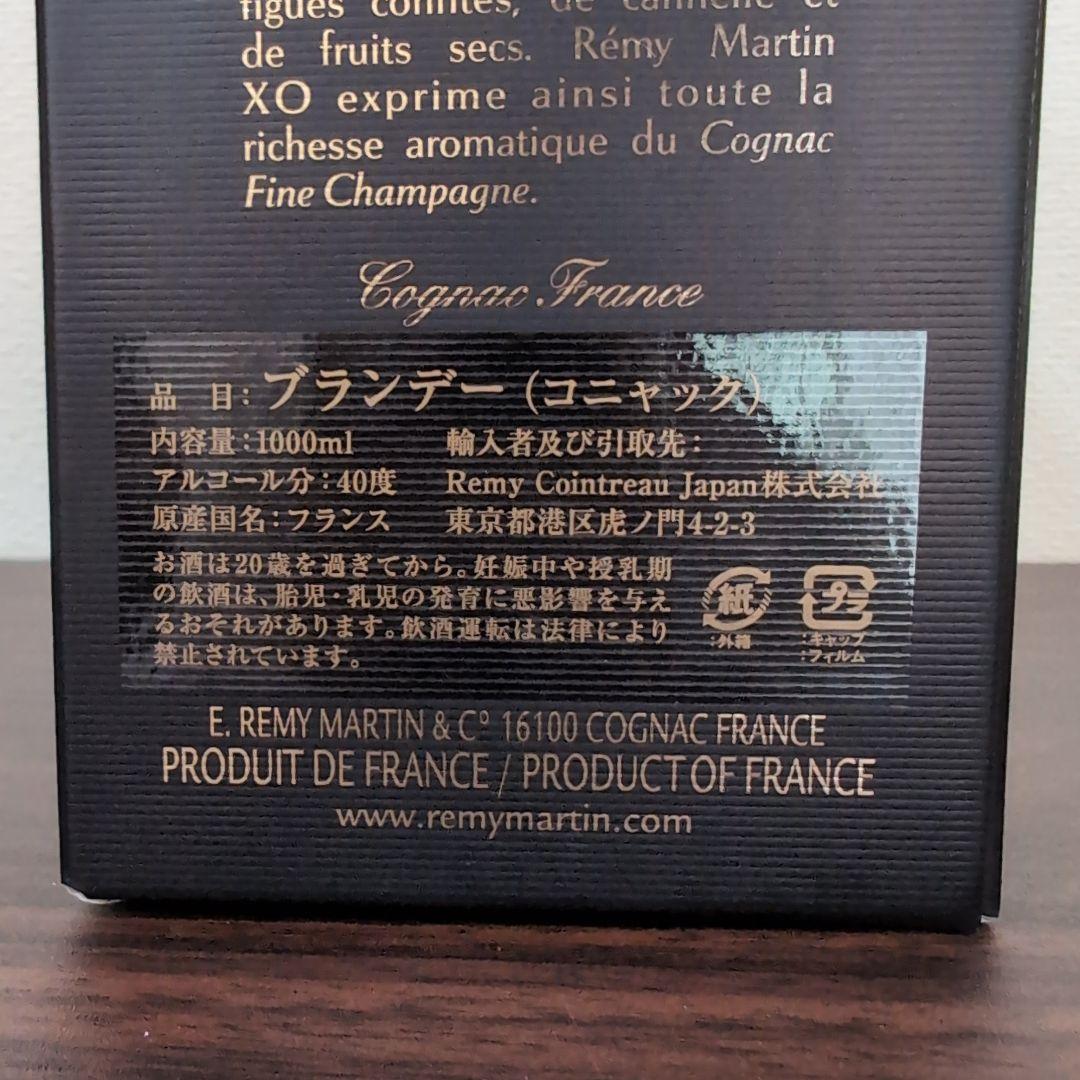 figues confites, de cannelle et
de fruits secs. Rémy Martin
XO exprime ainsi toute la
richesse aromatique du Cognac
Fine Champagne.
Cognac France
品 目:ブランデー(コニャック)
内容量:1000ml
アルコール分:40度
原産国名:フランス
輸入者及び引取先:
Remy Cointreau Japan株式会社
東京都港区虎ノ門4-2-3
お酒は20歳を過ぎてから。妊娠中や授乳期
の飲酒は、胎児・乳児の発育に悪影響を与え
るおそれがあります。飲酒運転は法律により
禁止されています。
紙
:外箱
プラ
:キャップ
:フィルム
E. REMY MARTIN & C° 16100 COGNAC FRANCE
PRODUIT DE FRANCE / PRODUCT OF FRANCE
www.remymartin.com